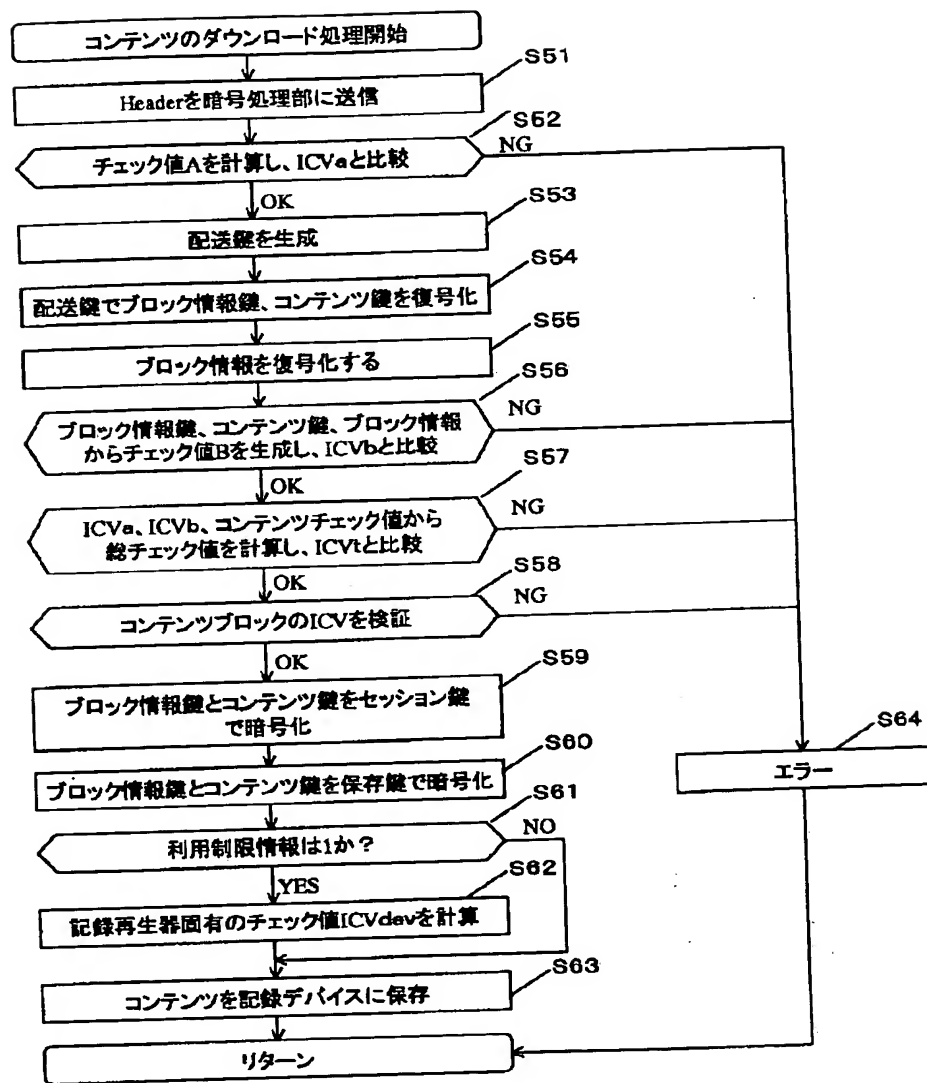 コンテンツのダウンロード処理開始
S51
Headerを暗号処理部に送信
S52
チェック値Aを計算し、ICVaと比較
NG
OK
S53
配送鍵を生成
S54
配送鍵でブロック情報鍵、コンテンツ鍵を復号化
S55
ブロック情報を復号化する
S56
ブロック情報鍵、コンテンツ鍵、ブロック情報
からチェック値Bを生成し、ICVbと比較
NG
OK
S57
ICVa、ICVb、コンテンツチェック値から
総チェック値を計算し、ICVtと比較
NG
OK
S58
コンテンツブロックのICVを検証
NG
OK
S59
ブロック情報鍵とコンテンツ鍵をセッション鍵
で暗号化
S60
ブロック情報鍵とコンテンツ鍵を保存鍵で暗号化
S64
エラー
S61
利用制限情報は1か?
NO
YES
S62
記録再生器固有のチェック値ICVdevを計算
S63
コンテンツを記録デバイスに保存
リターン